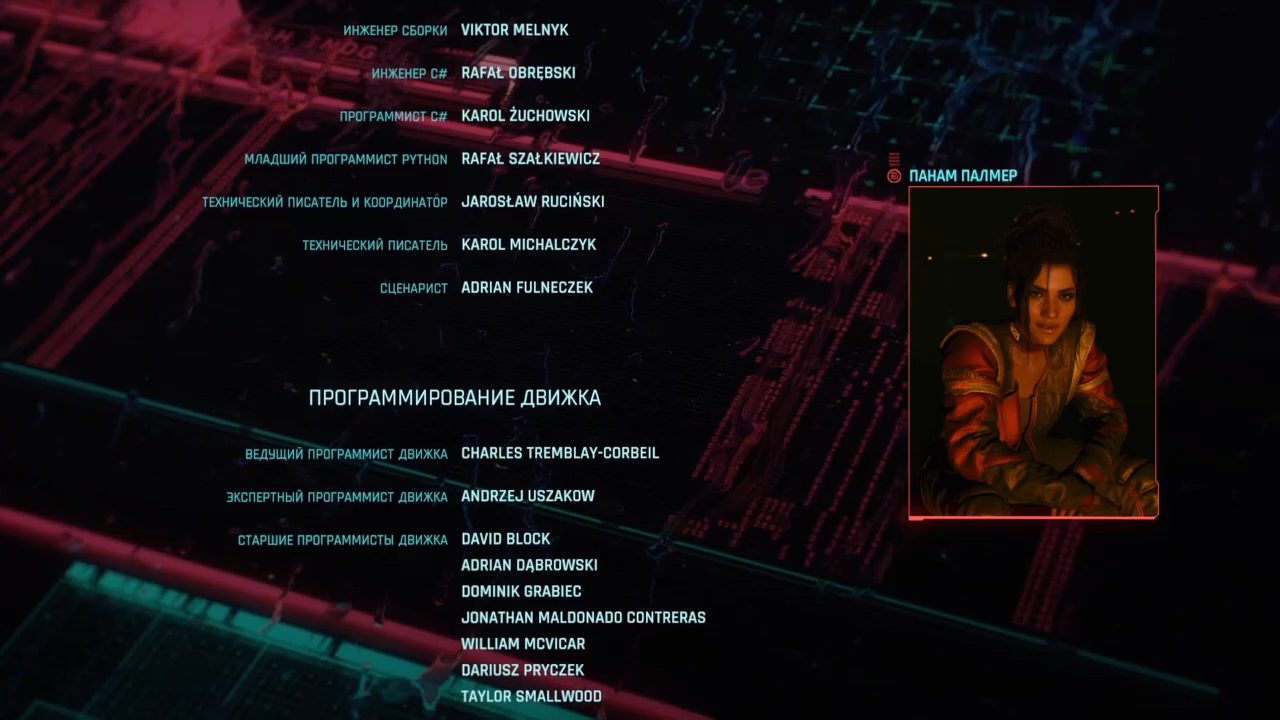 ИНЖЕНЕР СБОРКИ VIKTOR MELNYK
ИНЖЕНЕР C# RAFAŁ OBRĘBSKI
ПРОГРАММИСТ C# KAROL ŻUCHOWSKI
МЛАДШИЙ ПРОГРАММИСТ PYTHON RAFAŁ SZAŁKIEWICZ
ТЕХНИЧЕСКИЙ ПИСАТЕЛЬ И КООРДИНАТОР JAROSŁAW RUCIŃSKI
ТЕХНИЧЕСКИЙ ПИСАТЕЛЬ KAROL MICHALCZYK
СЦЕНАРИСТ ADRIAN FULNECZEK
ПАНАМ ПАЛМЕР
ПРОГРАММИРОВАНИЕ ДВИЖКА
ВЕДУЩИЙ ПРОГРАММИСТ ДВИЖКА CHARLES TREMBLAY-CORBEIL
ЭКСПЕРТНЫЙ ПРОГРАММИСТ ДВИЖКА ANDRZEJ USZAKOW
СТАРШИЕ ПРОГРАММИСТЫ ДВИЖКА DAVID BLOCK
ADRIAN DĄBROWSKI
DOMINIK GRABIEC
JONATHAN MALDONADO CONTRERAS
WILLIAM MCVICAR
DARIUSZ PRYCZEK
TAYLOR SMALLWOOD